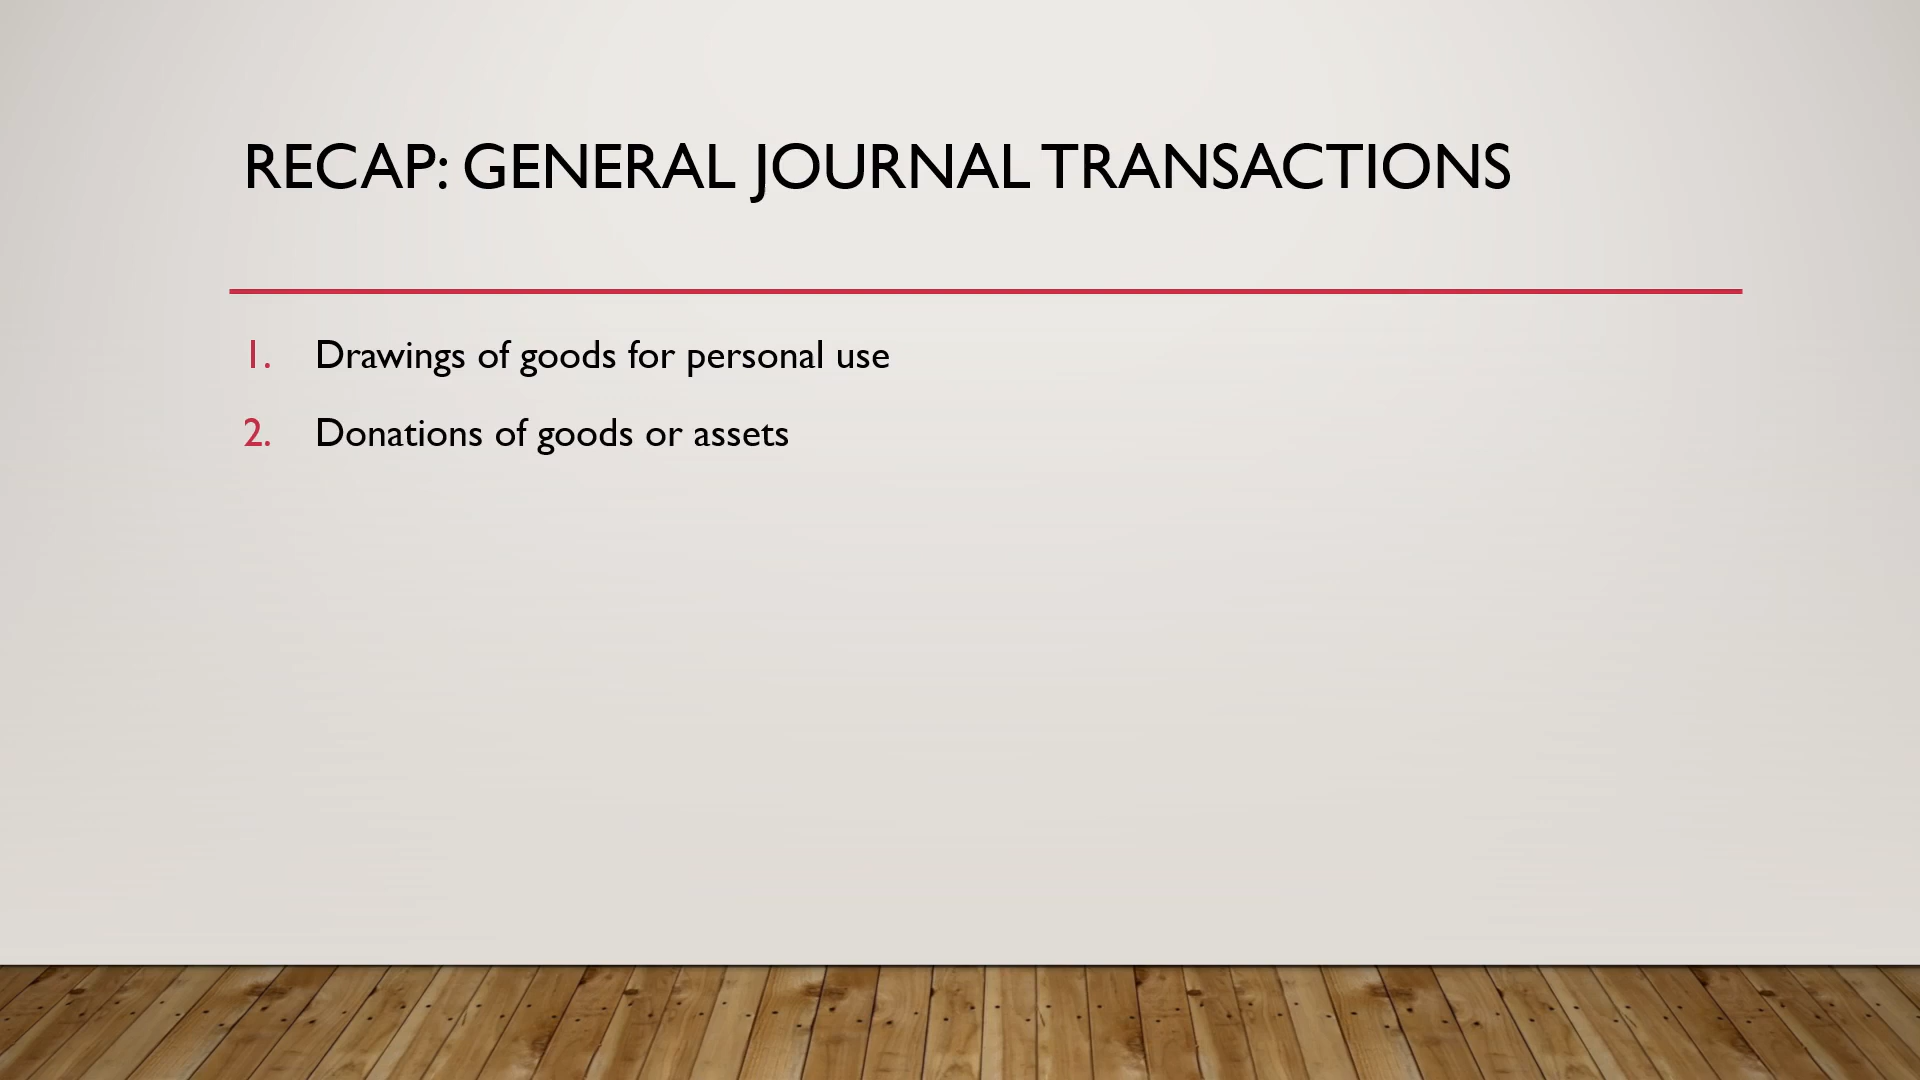 RECAP: GENERAL JOURNAL TRANSACTIONS
1. Drawings of goods for personal use
2. Donations of goods or assets